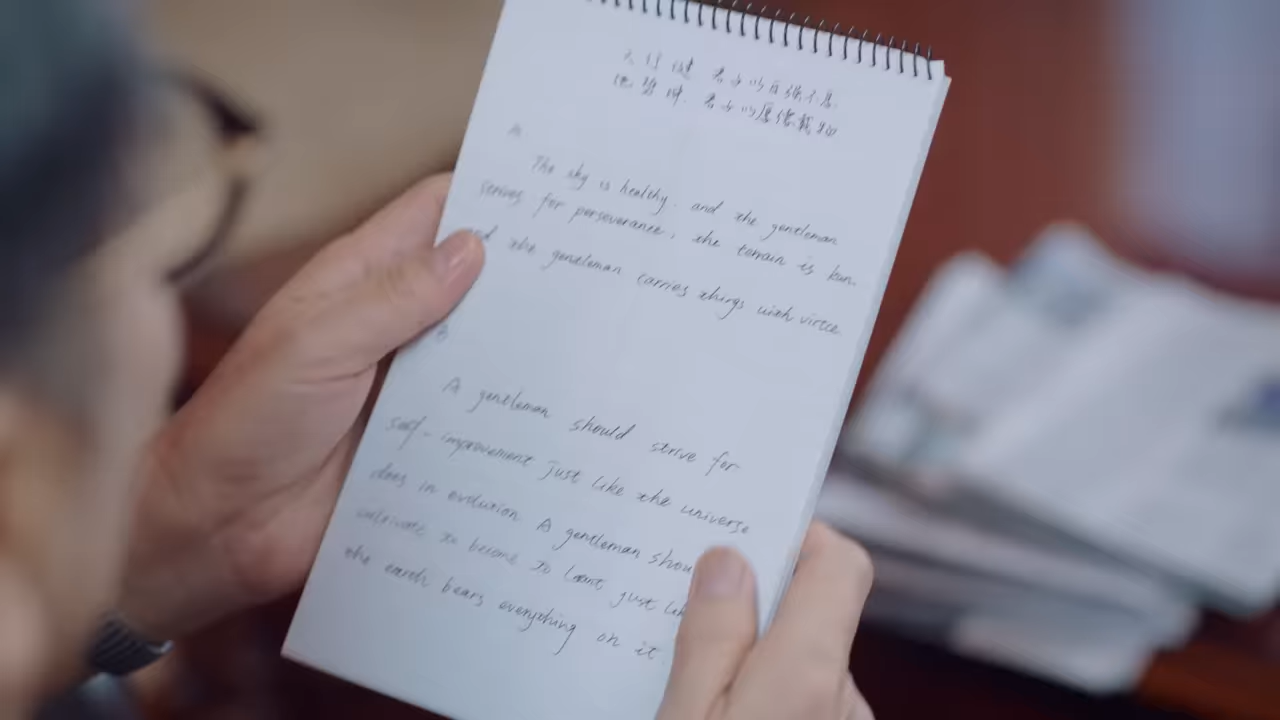 天行健 君子以自强不息
地势坤 君子以厚德载物
A
The sky is healthy, and the gentleman
strives for perseverance, the terrain is kun.
the gentleman carries things with virtue
B
A gentleman should strive for
self-improvement just like the universe
does in evolution A gentleman shou
cultivate to become just
the earth bears everything on it